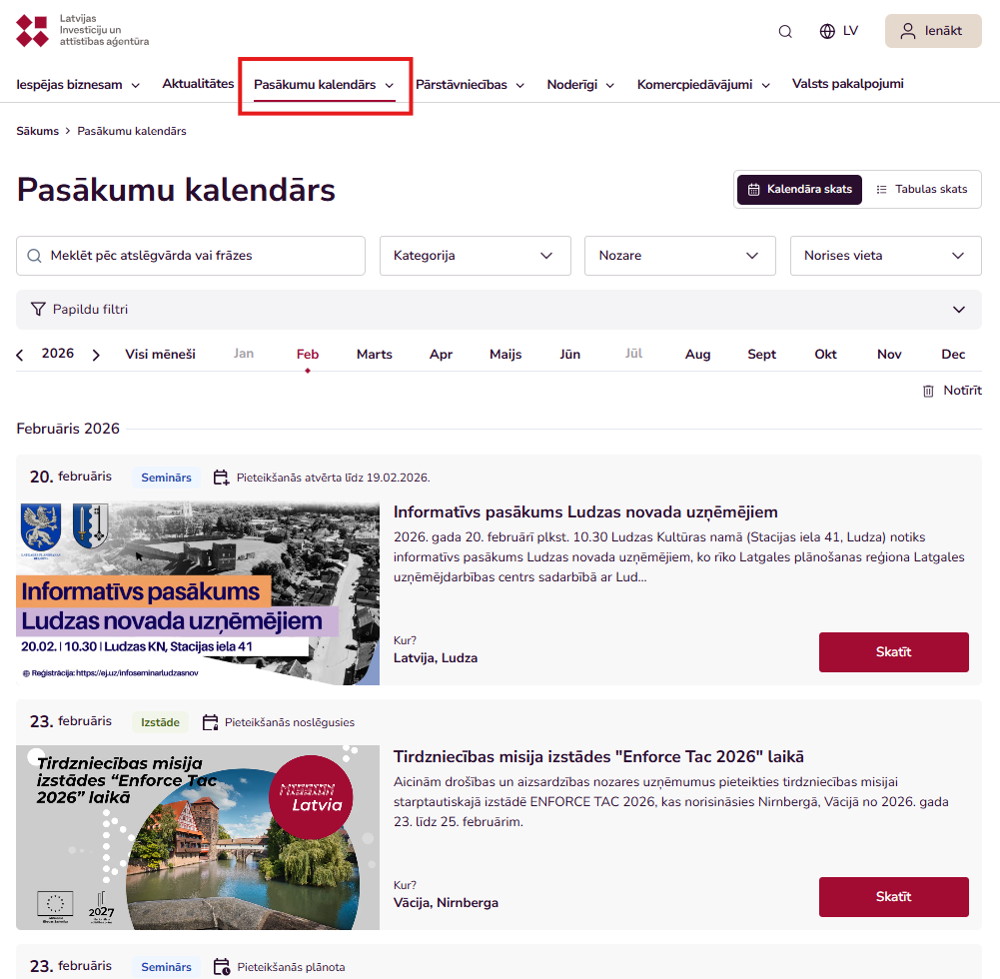 Latvijas
Investīciju un
attīstības aģentūra
LV
Ienākt
Iespējas biznesam
Aktualitātes
Pasākumu kalendārs
Pārstāvniecības
Noderīgi
Komercpiedāvājumi
Valsts pakalpojumi
Sākums > Pasākumu kalendārs
Pasākumu kalendārs
Kalendāra skats
Tabulas skats
Meklēt pēc atslēgvārda vai frāzes
Kategorija
Nozare
Norises vieta
Papildu filtri
2026
Visi mēneši
Jan
Feb
Marts
Apr
Maijs
Jūn
Jūl
Aug
Sept
Okt
Nov
Dec
Notīrīt
Februāris 2026
20. februāris
Seminārs
Pieteikšanās atvērta līdz 19.02.2026.
Informatīvs pasākums
Ludzas novada uzņēmējiem
20.02. | 10.30 | Ludzas KN, Stacijas iela 41
@ Reģistrācija: https://ej.uz/infoseminarludzasnov
Informatīvs pasākums Ludzas novada uzņēmējiem
2026. gada 20. februārī plkst. 10.30 Ludzas Kultūras namā (Stacijas iela 41, Ludza) notiks
informatīvs pasākums Ludzas novada uzņēmējiem, ko rīko Latgales plānošanas reģiona Latgales
uzņēmējdarbības centrs sadarbībā ar Lud...
Kur?
Latvija, Ludza
Skatīt
23. februāris
Izstāde
Pieteikšanās noslēgusies
Tirdzniecības misija
izstādes “Enforce Tac
2026” laikā
Latvia
2027
Tirdzniecības misija izstādes "Enforce Tac 2026" laikā
Aicinām drošības un aizsardzības nozares uzņēmumus pieteikties tirdzniecības misijai
starptautiskajā izstādē ENFORCE TAC 2026, kas norisināsies Nirnbergā, Vācijā no 2026. gada
23. līdz 25. februārim.
Kur?
Vācija, Nirnberga
Skatīt
23. februāris
Seminārs
Pieteikšanās plānota